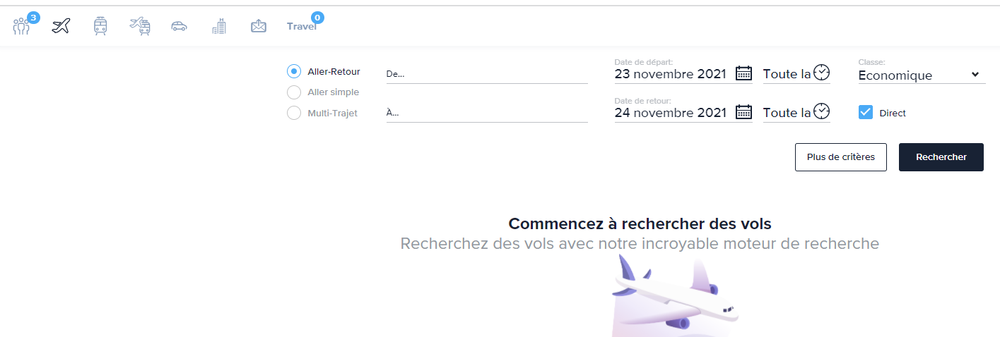 3
0
Travel
Aller-Retour
Aller simple
Multi-Trajet
De...
À...
Date de départ:
23 novembre 2021
Toute la
Date de retour:
24 novembre 2021
Toute la
Classe:
Economique
Direct
Plus de critères
Rechercher
Commencez à rechercher des vols
Recherchez des vols avec notre incroyable moteur de recherche